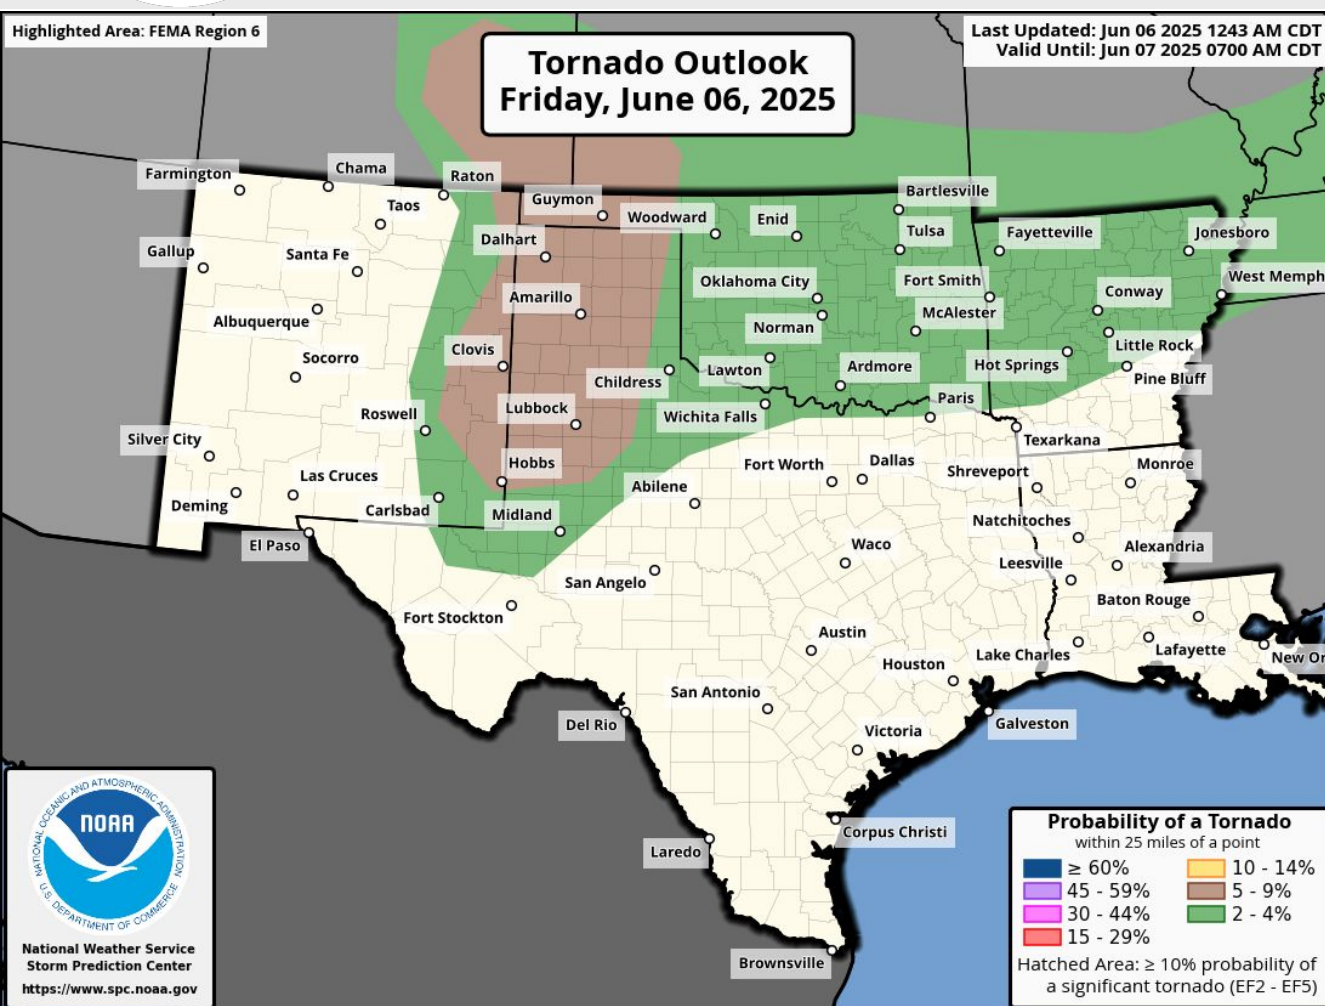 Highlighted Area: FEMA Region 6
Last Updated: Jun 06 2025 1243 AM CDT
Valid Until: Jun 07 2025 0700 AM CDT
Tornado Outlook
Friday, June 06, 2025
Farmington
Chama
Raton
Taos
Guymon
Woodward
Enid
Bartlesville
Tulsa
Fayetteville
Jonesboro
Gallup
Santa Fe
Dalhart
Oklahoma City
Fort Smith
West Memph
Amarillo
Conway
Albuquerque
Norman
McAlester
Socorro
Clovis
Childress
Lawton
Ardmore
Hot Springs
Little Rock
Pine Bluff
Roswell
Lubbock
Wichita Falls
Paris
Silver City
Texarkana
Las Cruces
Hobbs
Fort Worth
Dallas
Shreveport
Monroe
Deming
Carlsbad
Midland
Abilene
Natchitoches
El Paso
Waco
Alexandria
San Angelo
Leesville
Fort Stockton
Baton Rouge
Austin
Lake Charles
Lafayette
New Or
Houston
San Antonio
Del Rio
Galveston
Victoria
Corpus Christi
Laredo
Brownsville
NATIONAL OCEANIC AND ATMOSPHERIC ADMINISTRATION
NOAA
U.S. DEPARTMENT OF COMMERCE
National Weather Service
Storm Prediction Center
https://www.spc.noaa.gov
Probability of a Tornado
within 25 miles of a point
≥ 60% 10 - 14%
45 - 59% 5 - 9%
30 - 44% 2 - 4%
15 - 29%
Hatched Area: ≥ 10% probability of
a significant tornado (EF2 - EF5)